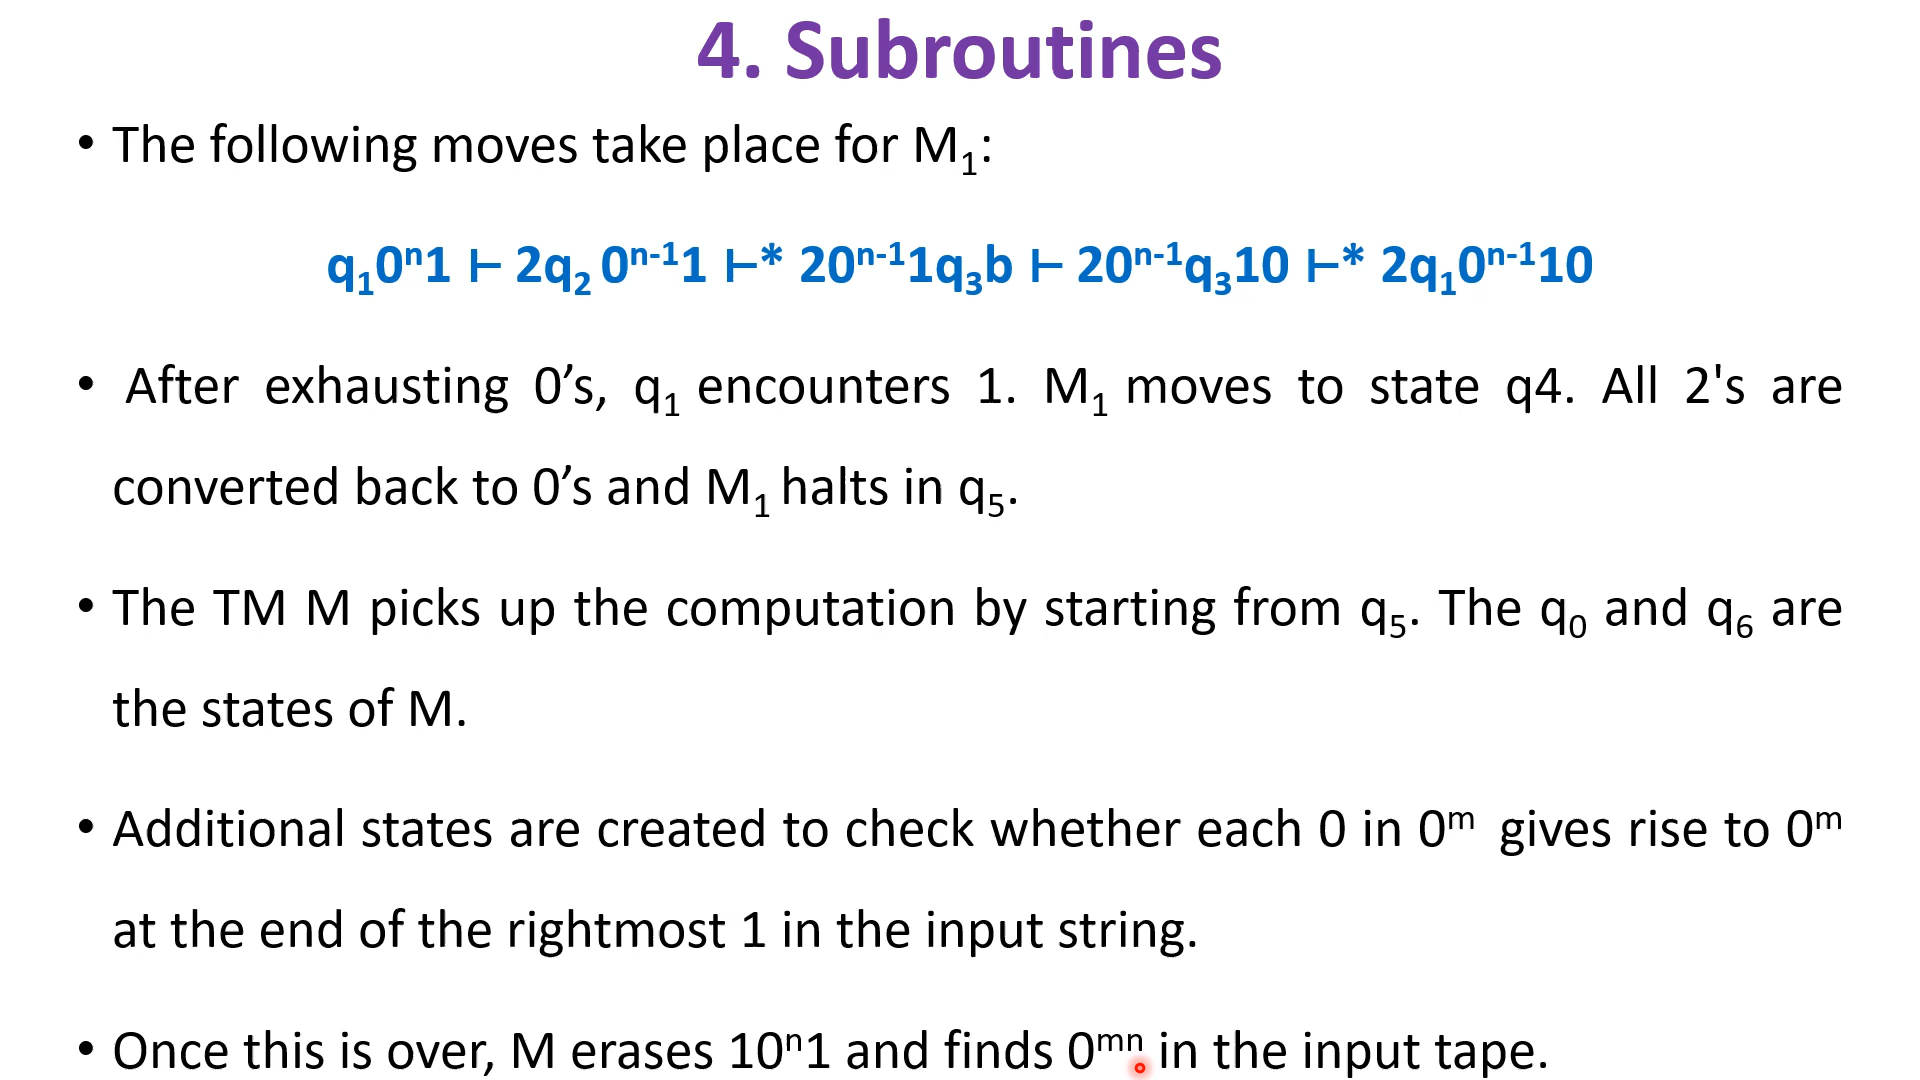 4. Subroutines
• The following moves take place for M₁:
q₁0ⁿ1 ⊢ 2q₂ 0ⁿ⁻¹1 ⊢* 20ⁿ⁻¹1q₃b ⊢ 20ⁿ⁻¹q₃10 ⊢* 2q₁0ⁿ⁻¹10
• After exhausting 0’s, q₁ encounters 1. M₁ moves to state q4. All 2's are
converted back to 0’s and M₁ halts in q₅.
• The TM M picks up the computation by starting from q₅. The q₀ and q₆ are
the states of M.
• Additional states are created to check whether each 0 in 0ᵐ gives rise to 0ᵐ
at the end of the rightmost 1 in the input string.
• Once this is over, M erases 10ⁿ1 and finds 0ᵐⁿ in the input tape.